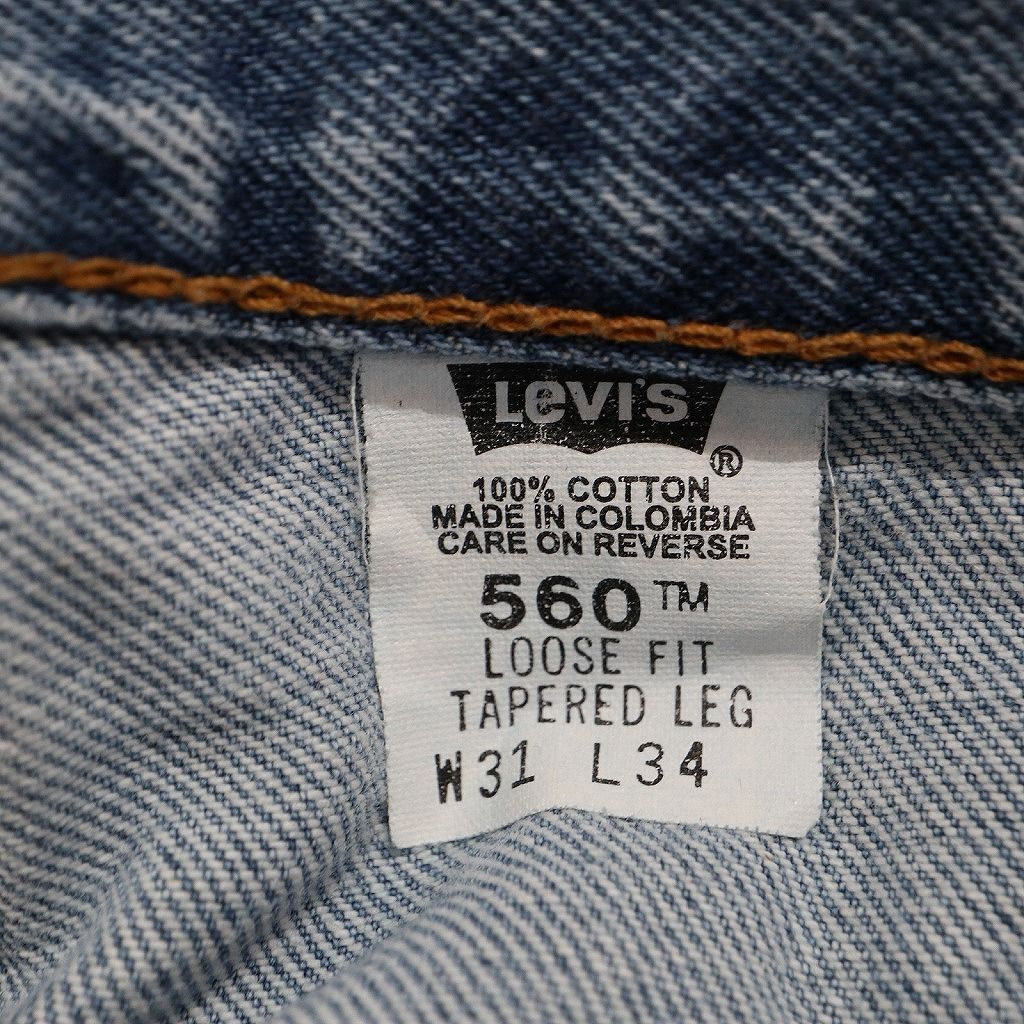 Levi's
®
100% COTTON
MADE IN COLOMBIA
CARE ON REVERSE
560™
LOOSE FIT
TAPERED LEG
W31 L34